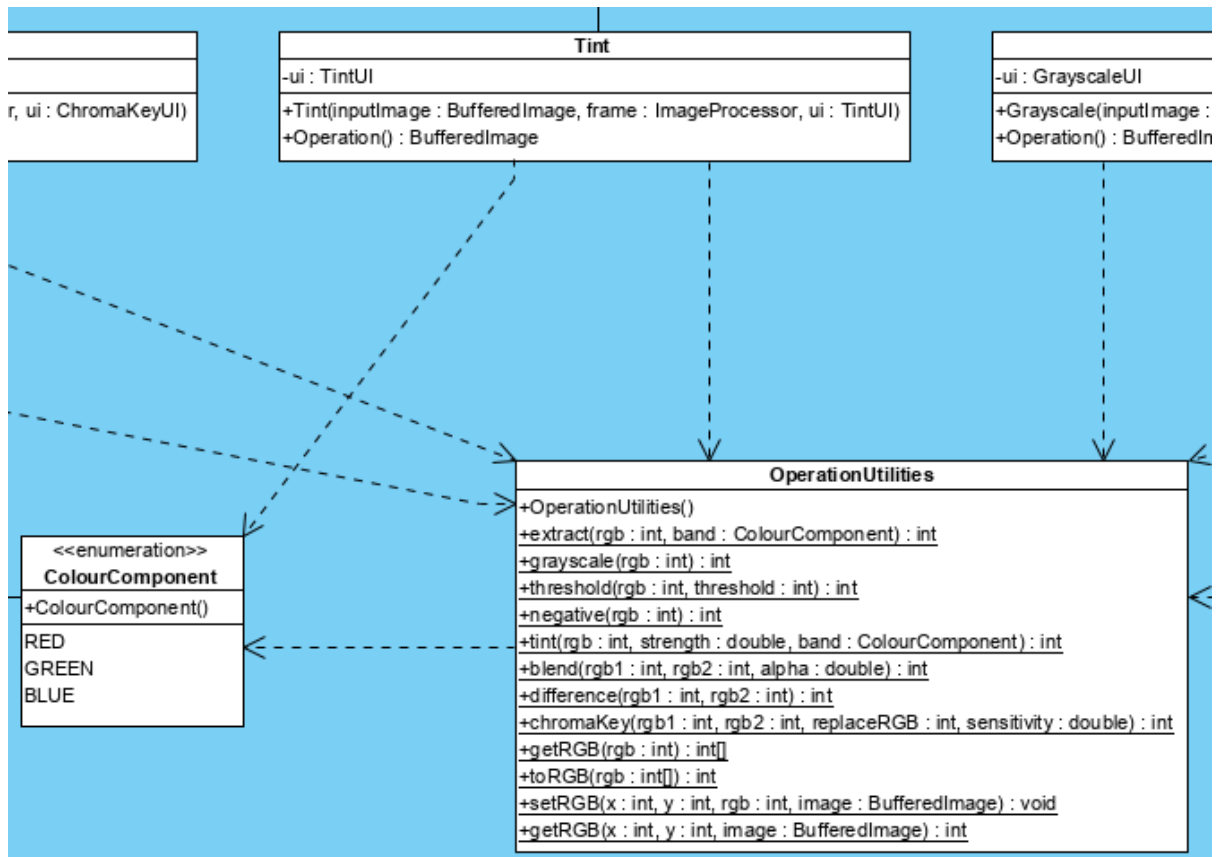 r, ui : ChromaKeyUI)
Tint
-ui : TintUI
+Tint(inputImage : BufferedImage, frame : ImageProcessor, ui : TintUI)
+Operation() : BufferedImage
-ui : GrayscaleUI
+Grayscale(inputImage :
+Operation() : BufferedIm
<<enumeration>>
ColourComponent
+ColourComponent()
RED
GREEN
BLUE
OperationUtilities
+OperationUtilities()
+extract(rgb : int, band : ColourComponent) : int
+grayscale(rgb : int) : int
+threshold(rgb : int, threshold : int) : int
+negative(rgb : int) : int
+tint(rgb : int, strength : double, band : ColourComponent) : int
+blend(rgb1 : int, rgb2 : int, alpha : double) : int
+difference(rgb1 : int, rgb2 : int) : int
+chromaKey(rgb1 : int, rgb2 : int, replaceRGB : int, sensitivity : double) : int
+getRGB(rgb : int) : int[]
+toRGB(rgb : int[]) : int
+setRGB(x : int, y : int, rgb : int, image : BufferedImage) : void
+getRGB(x : int, y : int, image : BufferedImage) : int